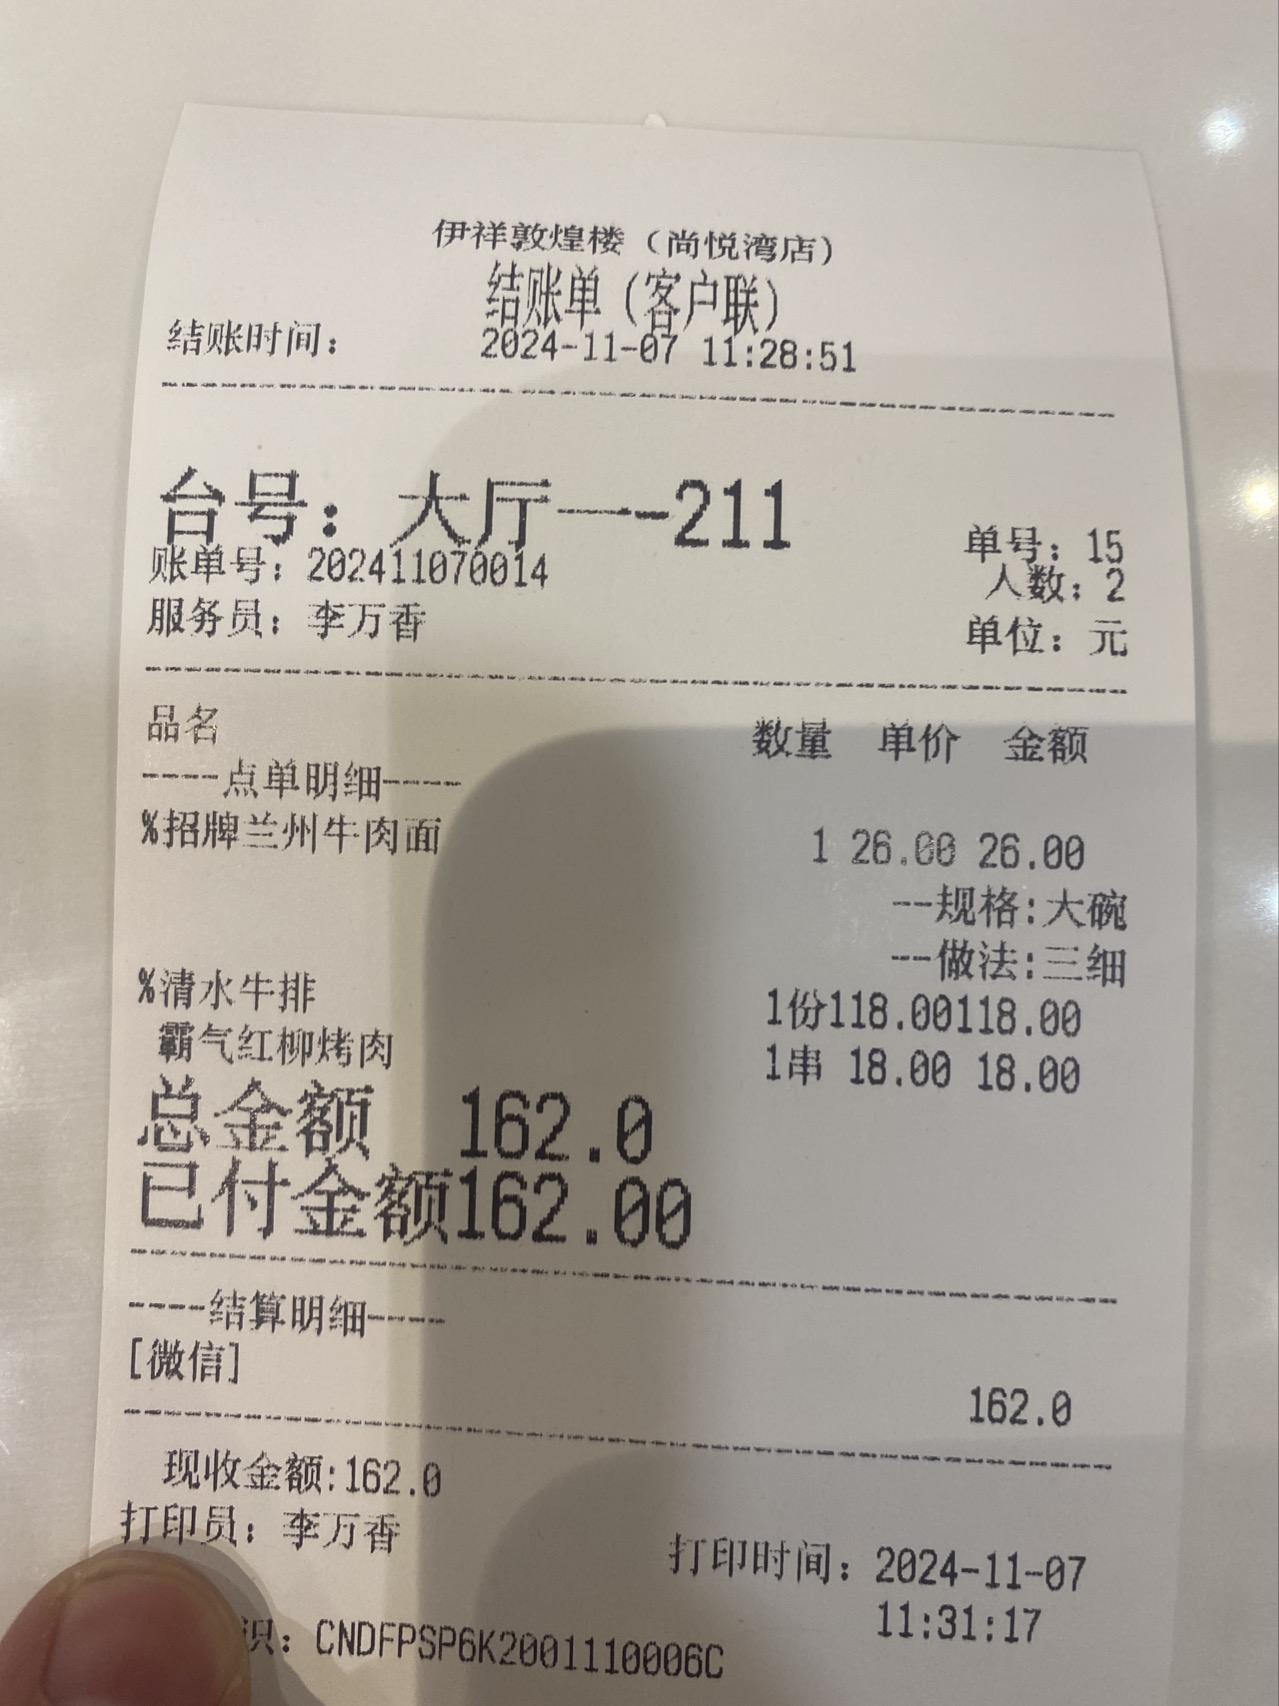 伊祥敦煌楼（尚悦湾店）
结账单（客户联）
结账时间： 2024-11-07 11:28:51
台号：大厅———211
单号：15
账单号：202411070014
人数：2
服务员：李万香
单位：元
品名 数量 单价 金额
----点单明细----
%招牌兰州牛肉面 1 26.00 26.00
--规格:大碗
--做法:三细
%清水牛排 1份118.00118.00
霸气红柳烤肉 1串 18.00 18.00
总金额 162.0
已付金额162.00
----结算明细----
[微信] 162.0
现收金额:162.0
打印员：李万香
打印时间：2024-11-07
11:31:17
识：CNDFPSP6K2001110006C